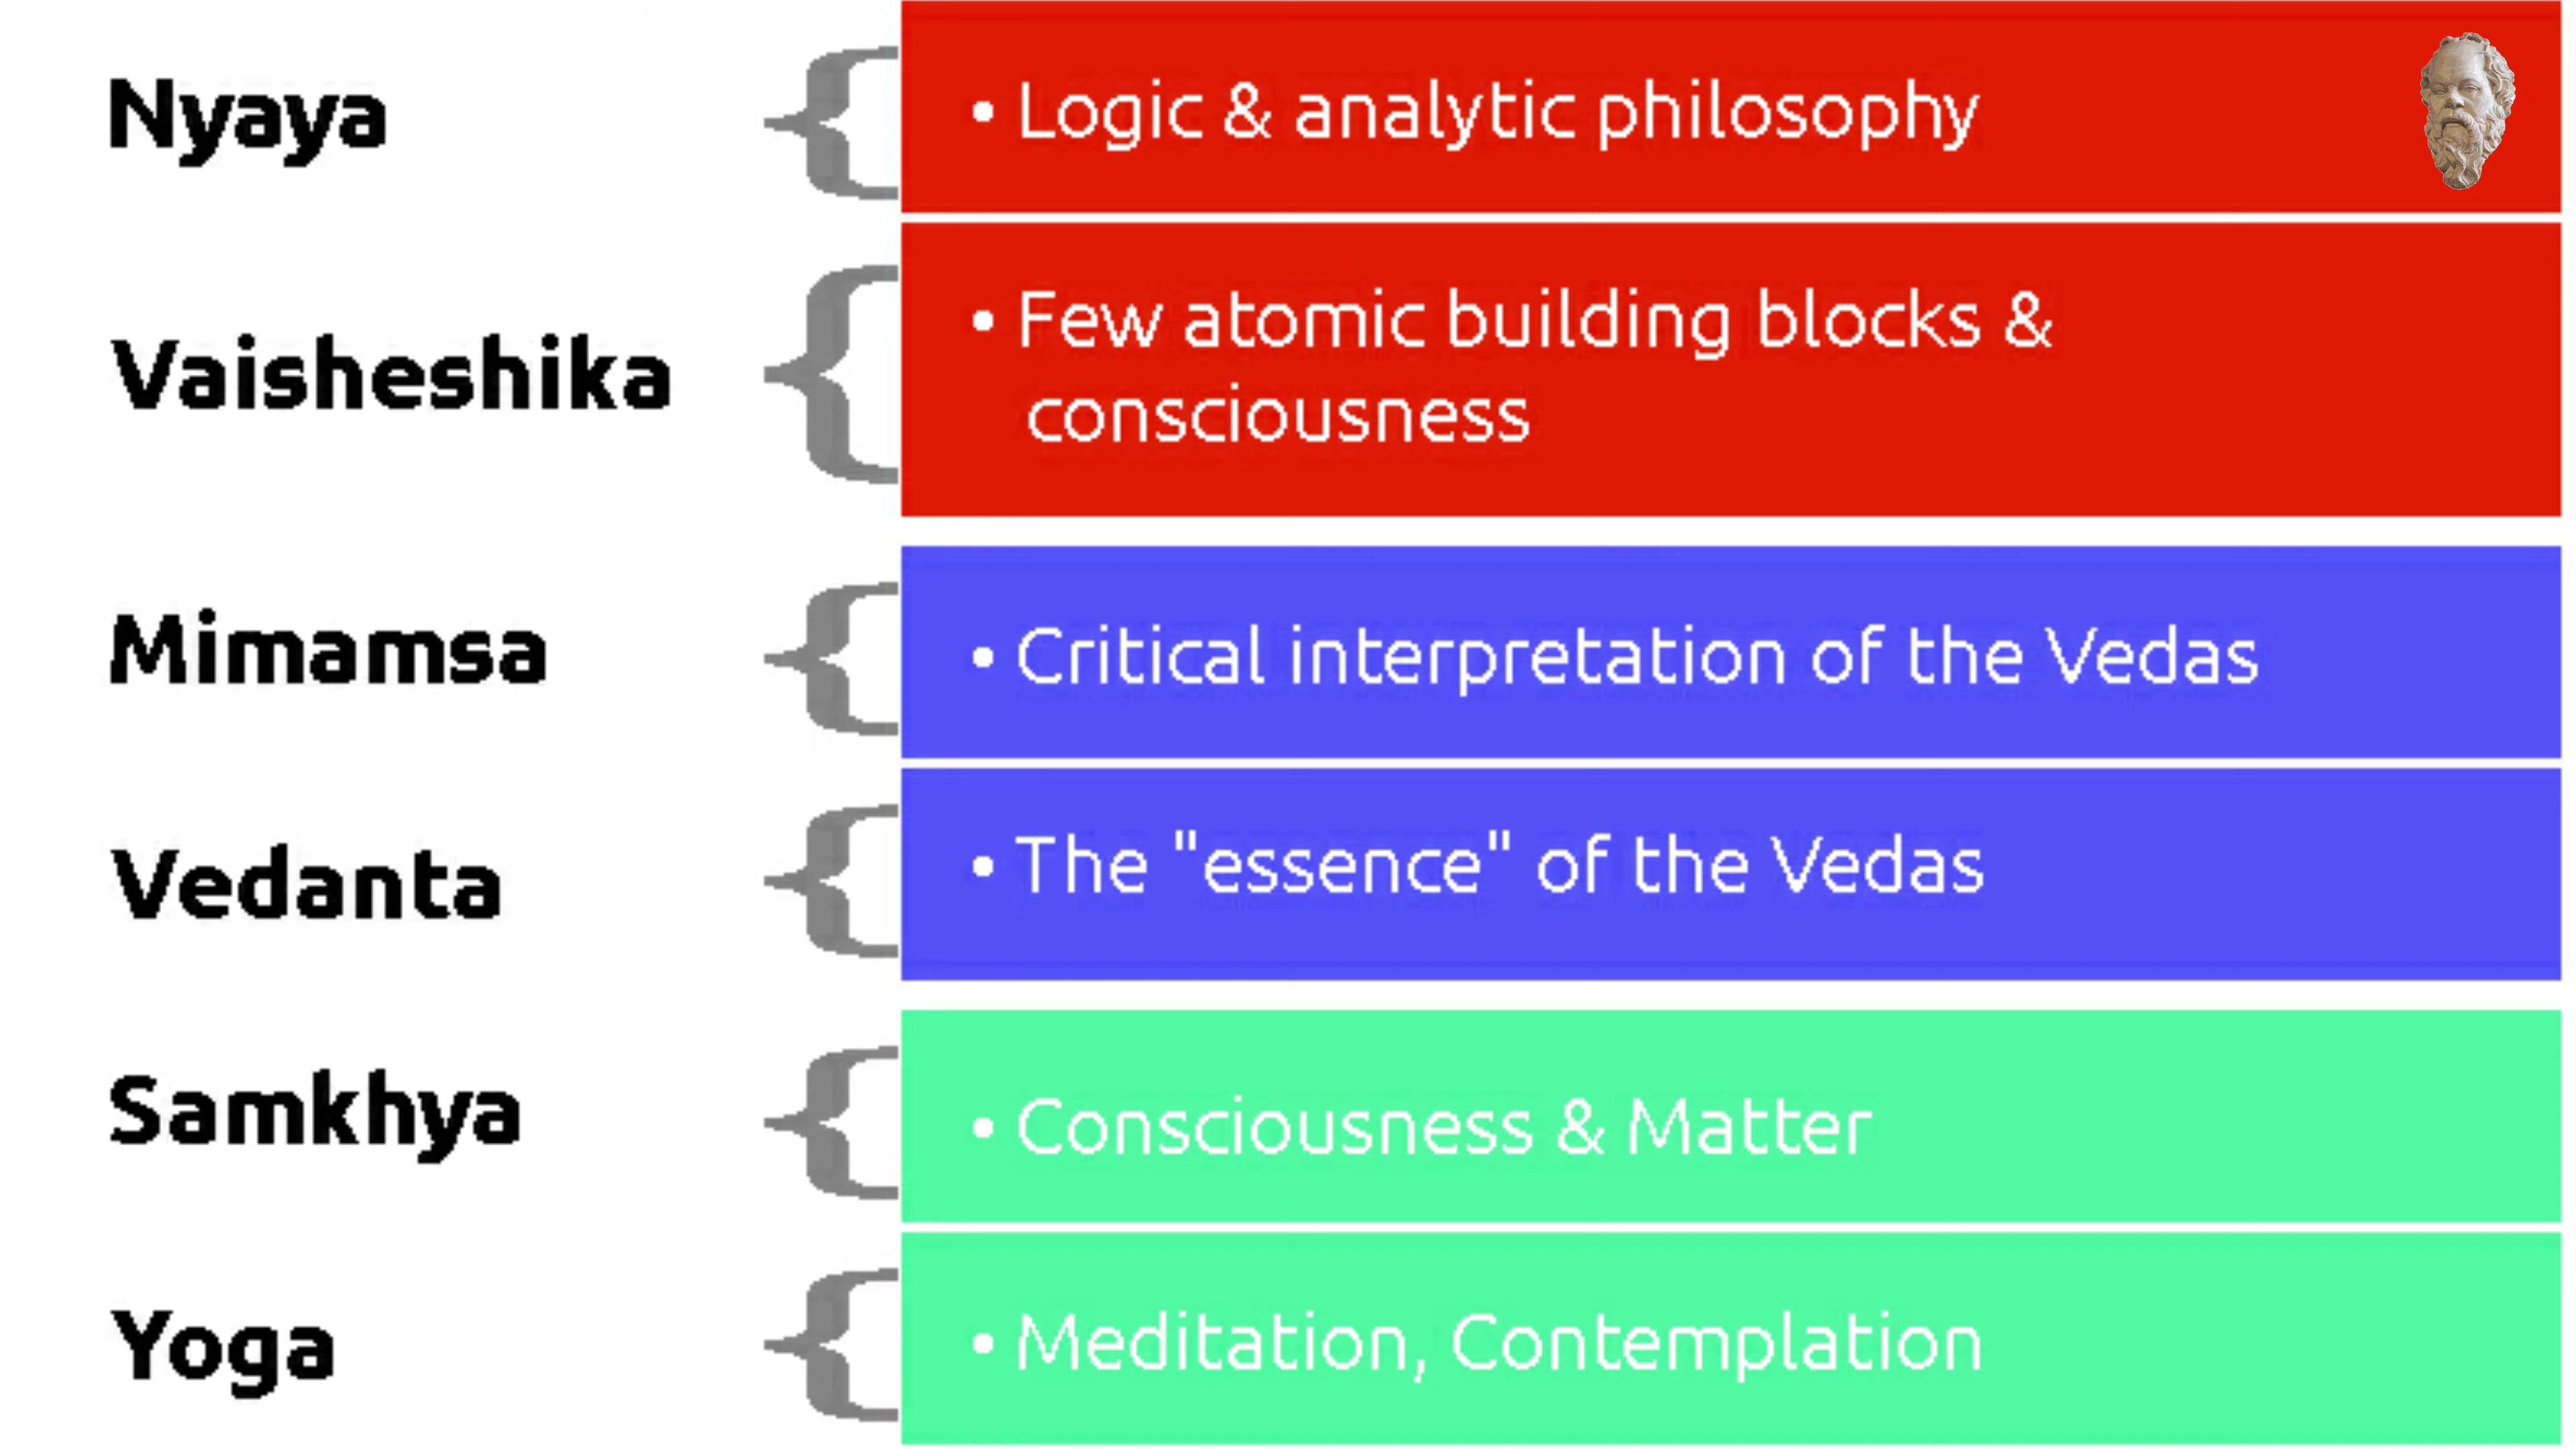 Nyaya
• Logic & analytic philosophy
Vaisheshika
• Few atomic building blocks &
consciousness
Mimamsa
• Critical interpretation of the Vedas
Vedanta
• The "essence" of the Vedas
Samkhya
• Consciousness & Matter
Yoga
• Meditation, Contemplation